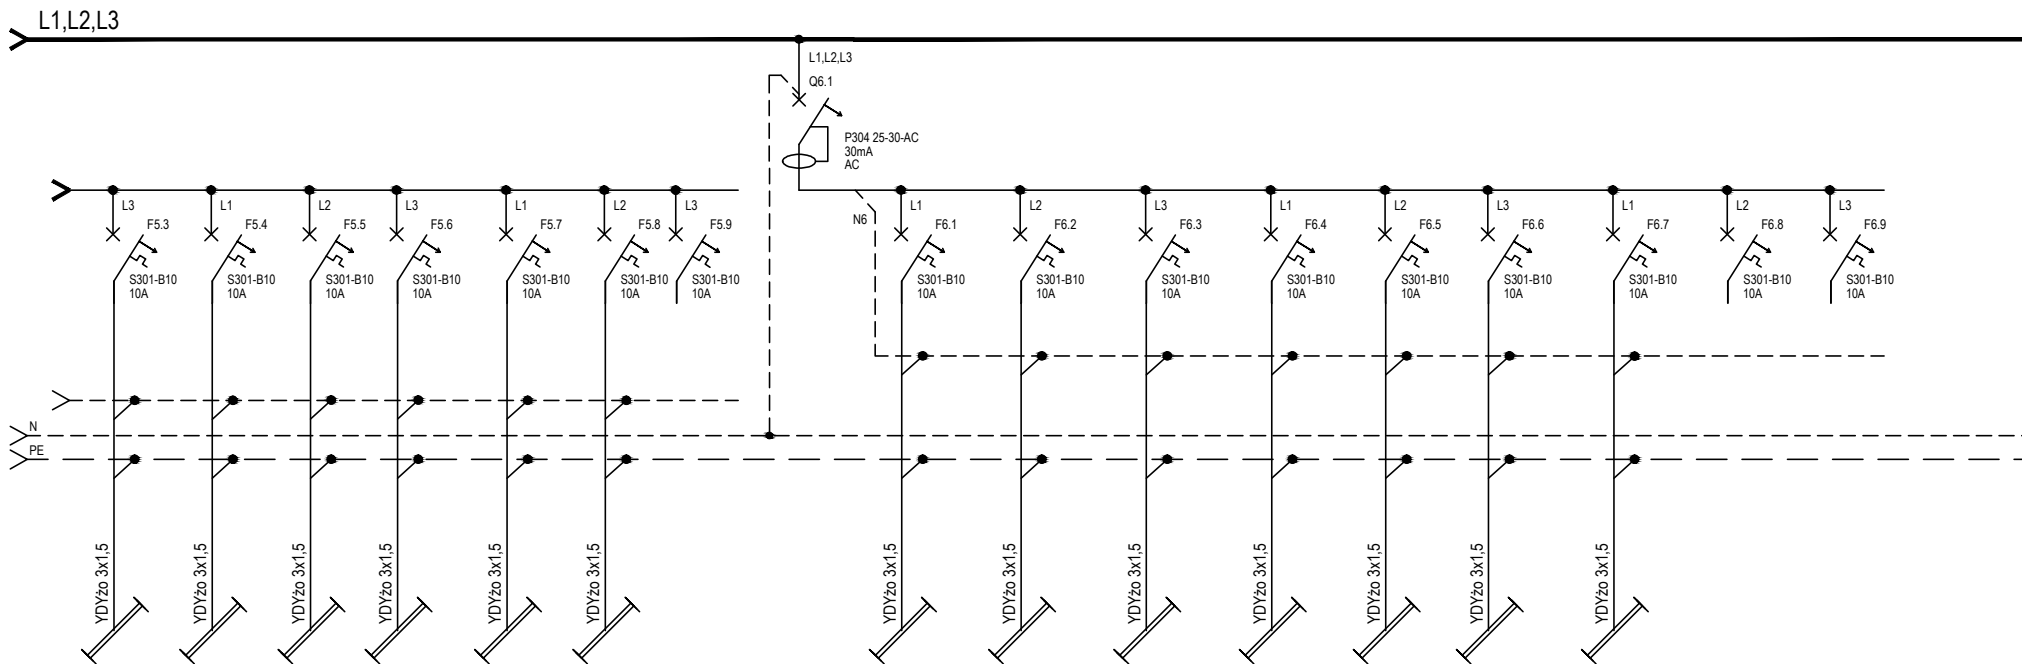 L1,L2,L3
L1,L2,L3
Q6.1
P304 25-30-AC
30mA
AC
L3
F5.3
S301-B10
10A
L1
F5.4
S301-B10
10A
L2
F5.5
S301-B10
10A
L3
F5.6
S301-B10
10A
L1
F5.7
S301-B10
10A
L2
F5.8
S301-B10
10A
L3
F5.9
S301-B10
10A
N6
L1
F6.1
S301-B10
10A
L2
F6.2
S301-B10
10A
L3
F6.3
S301-B10
10A
L1
F6.4
S301-B10
10A
L2
F6.5
S301-B10
10A
L3
F6.6
S301-B10
10A
L1
F6.7
S301-B10
10A
L2
F6.8
S301-B10
10A
L3
F6.9
S301-B10
10A
N
PE
YDYżo 3x1,5
YDYżo 3x1,5
YDYżo 3x1,5
YDYżo 3x1,5
YDYżo 3x1,5
YDYżo 3x1,5
YDYżo 3x1,5
YDYżo 3x1,5
YDYżo 3x1,5
YDYżo 3x1,5
YDYżo 3x1,5
YDYżo 3x1,5
YDYżo 3x1,5